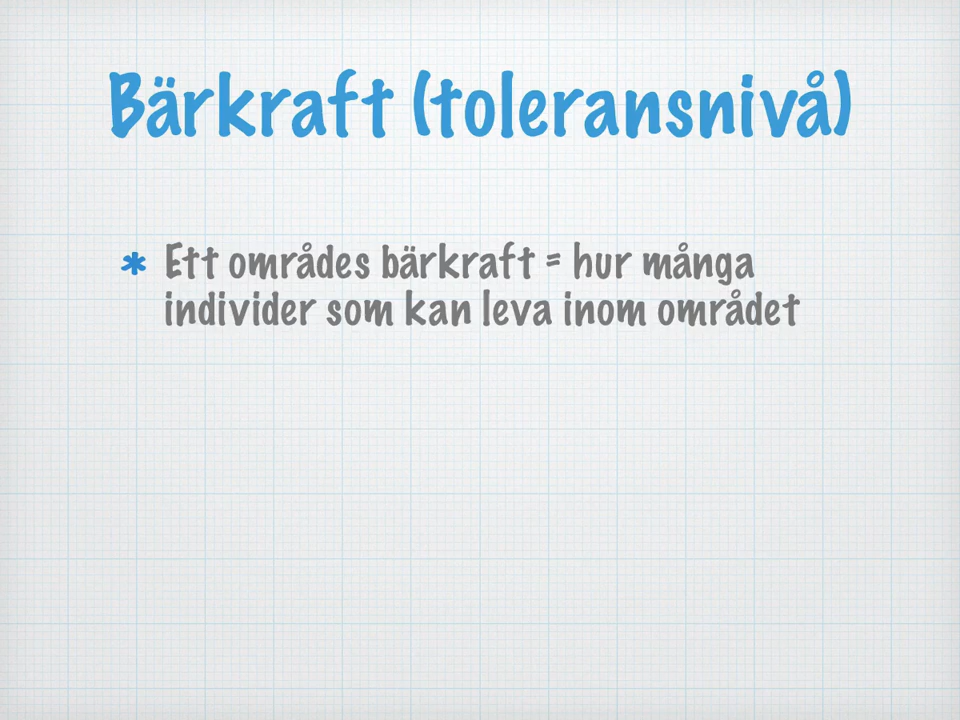 Bärkraft (toleransnivå)
* Ett områdes bärkraft = hur många
individer som kan leva inom området